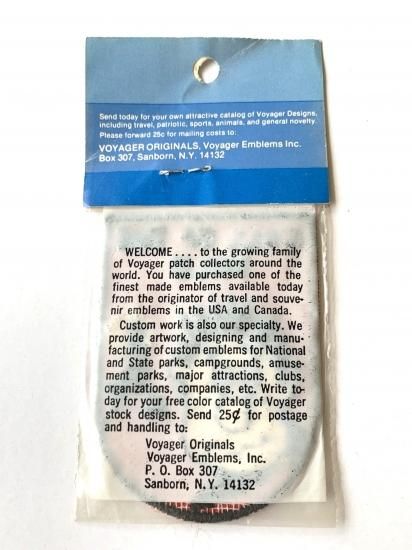 Send today for your own attractive catalog of Voyager Designs,
including travel, patriotic, sports, animals, and general novelty.
Please forward 25c for mailing costs to:
VOYAGER ORIGINALS, Voyager Emblems Inc.
Box 307, Sanborn, N.Y. 14132
WELCOME . . . . to the growing family
of Voyager patch collectors around the
world. You have purchased one of the
finest made emblems available today
from the originator of travel and souve-
nir emblems in the USA and Canada.
Custom work is also our specialty. We
provide artwork, designing and manu-
facturing of custom emblems for National
and State parks, campgrounds, amuse-
ment parks, major attractions, clubs,
organizations, companies, etc. Write to-
day for your free color catalog of Voyager
stock designs. Send 25¢ for postage
and handling to:
Voyager Originals
Voyager Emblems, Inc.
P. O. Box 307
Sanborn, N.Y. 14132